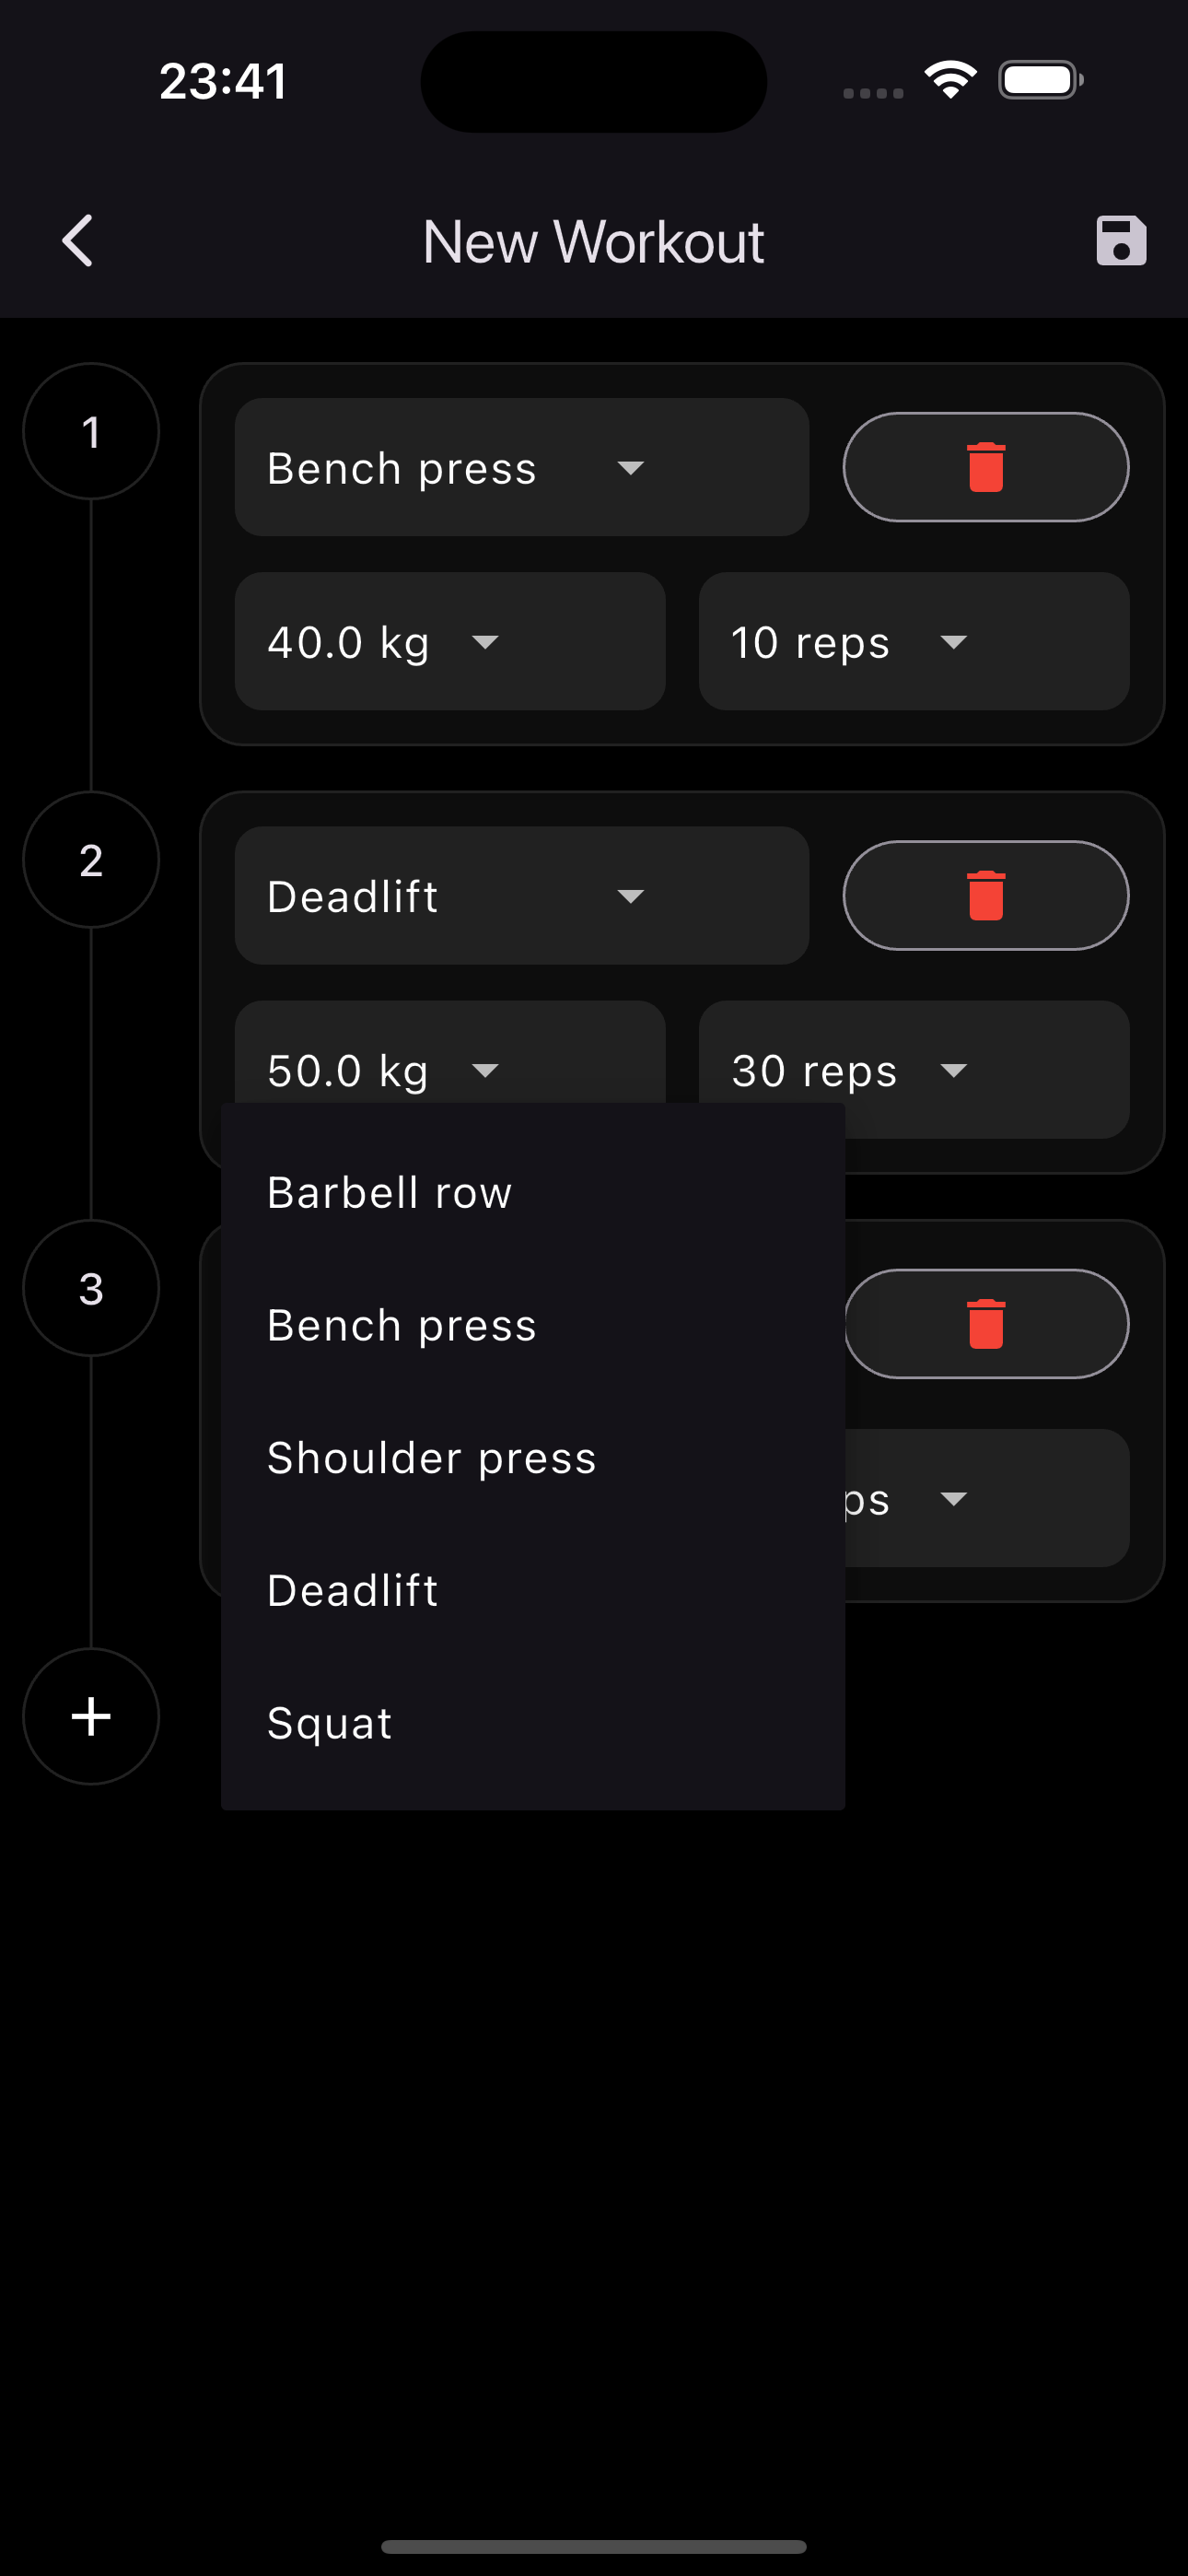 23:41
New Workout
1
Bench press
40.0 kg
10 reps
2
Deadlift
50.0 kg
30 reps
3
Barbell row
Bench press
Shoulder press
Deadlift
Squat